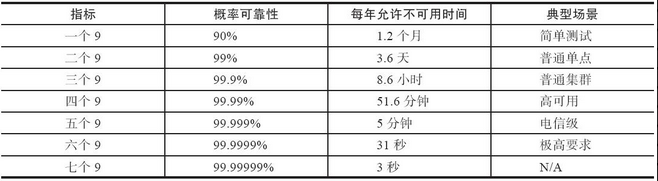 指标 概率可靠性 每年允许不可用时间 典型场景
一个 9 90% 1.2 个月 简单测试
二个 9 99% 3.6 天 普通单点
三个 9 99.9% 8.6 小时 普通集群
四个 9 99.99% 51.6 分钟 高可用
五个 9 99.999% 5 分钟 电信级
六个 9 99.9999% 31 秒 极高要求
七个 9 99.99999% 3 秒 N/A